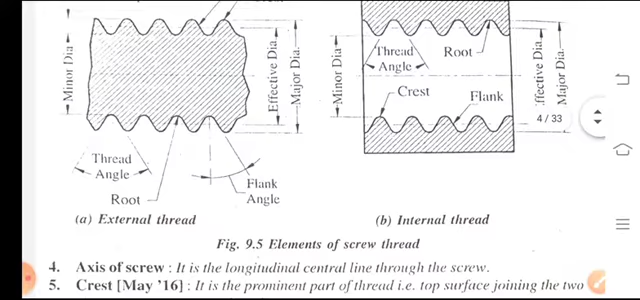 Minor Dia
Effective Dia.
Major Dia.
Thread
Angle
Root
Flank
Angle
(a) External thread
Minor Dia
Thread
Angle
Root
Crest
Flank
Effective Dia.
Major Dia.
4 / 33
(b) Internal thread
Fig. 9.5 Elements of screw thread
4. Axis of screw : It is the longitudinal central line through the screw.
5. Crest [May '16] : It is the prominent part of thread i.e. top surface joining the two